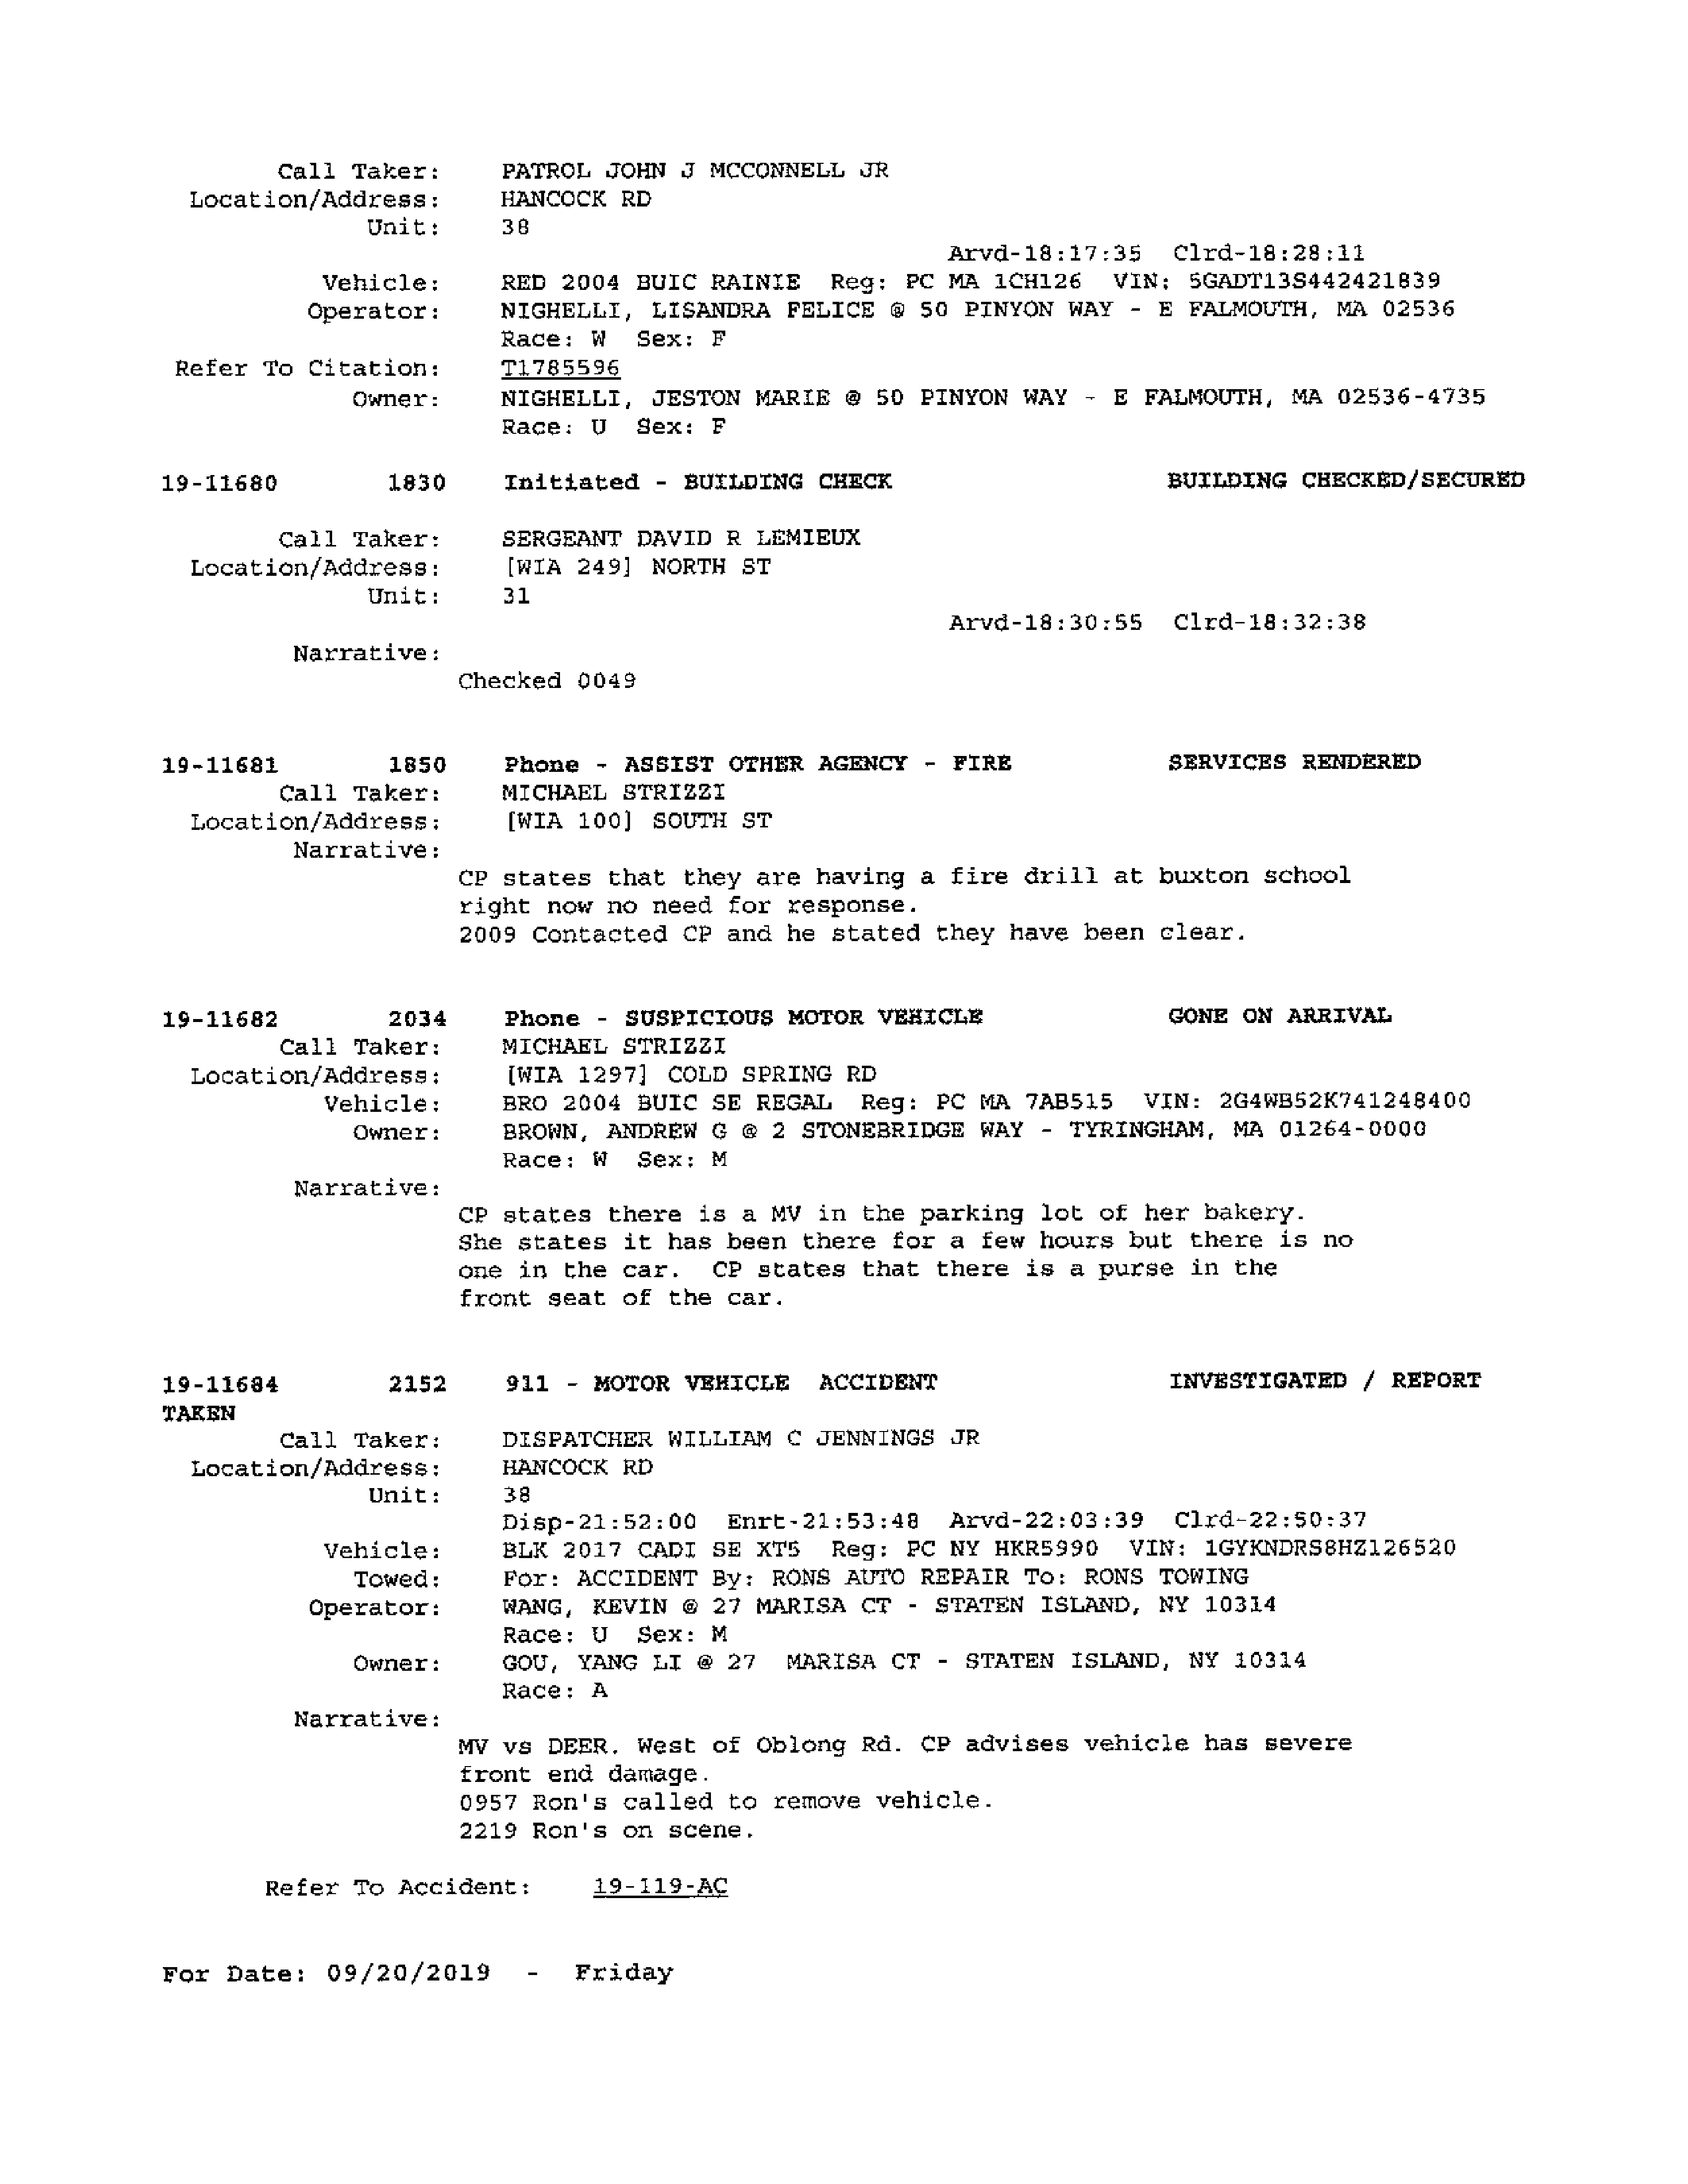 Call Taker: PATROL JOHN J MCCONNELL JR
Location/Address: HANCOCK RD
Unit: 38
Arvd-18:17:35 Clrd-18:28:11
Vehicle: RED 2004 BUIC RAINIE Reg: PC MA 1CH126 VIN: 5GADT13S442421839
Operator: NIGHELLI, LISANDRA FELICE @ 50 PINYON WAY - E FALMOUTH, MA 02536
Race: W Sex: F
Refer To Citation: T1785596
Owner: NIGHELLI, JESTON MARIE @ 50 PINYON WAY - E FALMOUTH, MA 02536-4735
Race: U Sex: F
19-11680 1830 Initiated - BUILDING CHECK BUILDING CHECKED/SECURED
Call Taker: SERGEANT DAVID R LEMIEUX
Location/Address: [WIA 249] NORTH ST
Unit: 31
Arvd-18:30:55 Clrd-18:32:38
Narrative:
Checked 0049
19-11681 1850 Phone - ASSIST OTHER AGENCY - FIRE SERVICES RENDERED
Call Taker: MICHAEL STRIZZI
Location/Address: [WIA 100] SOUTH ST
Narrative:
CP states that they are having a fire drill at buxton school
right now no need for response.
2009 Contacted CP and he stated they have been clear.
19-11682 2034 Phone - SUSPICIOUS MOTOR VEHICLE GONE ON ARRIVAL
Call Taker: MICHAEL STRIZZI
Location/Address: [WIA 1297] COLD SPRING RD
Vehicle: BRO 2004 BUIC SE REGAL Reg: PC MA 7AB515 VIN: 2G4WB52K741248400
Owner: BROWN, ANDREW G @ 2 STONEBRIDGE WAY - TYRINGHAM, MA 01264-0000
Race: W Sex: M
Narrative:
CP states there is a MV in the parking lot of her bakery.
She states it has been there for a few hours but there is no
one in the car. CP states that there is a purse in the
front seat of the car.
19-11684 2152 911 - MOTOR VEHICLE ACCIDENT INVESTIGATED / REPORT
TAKEN
Call Taker: DISPATCHER WILLIAM C JENNINGS JR
Location/Address: HANCOCK RD
Unit: 38
Disp-21:52:00 Enrt-21:53:48 Arvd-22:03:39 Clrd-22:50:37
Vehicle: BLK 2017 CADI SE XT5 Reg: PC NY HKR5990 VIN: 1GYKNDRS8HZ126520
Towed: For: ACCIDENT By: RONS AUTO REPAIR To: RONS TOWING
Operator: WANG, KEVIN @ 27 MARISA CT - STATEN ISLAND, NY 10314
Race: U Sex: M
Owner: GOU, YANG LI @ 27 MARISA CT - STATEN ISLAND, NY 10314
Race: A
Narrative:
MV vs DEER. West of Oblong Rd. CP advises vehicle has severe
front end damage.
0957 Ron's called to remove vehicle.
2219 Ron's on scene.
Refer To Accident: 19-119-AC
For Date: 09/20/2019 - Friday